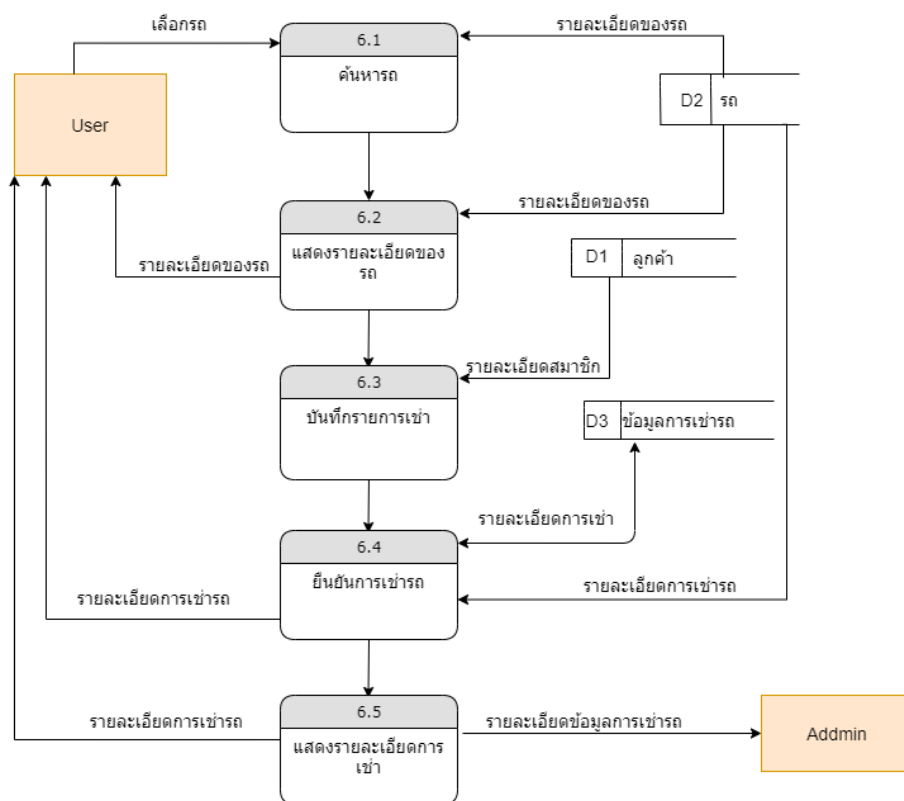 เลือกรถ
6.1
รายละเอียดของรถ
ค้นหารถ
User
D2
รถ
6.2
รายละเอียดของรถ
แสดงรายละเอียดของ
รถ
รายละเอียดของรถ
D1
ลูกค้า
6.3
รายละเอียดสมาชิก
บันทึกรายการเช่า
D3
ข้อมูลการเช่ารถ
6.4
รายละเอียดการเช่า
ยืนยันการเช่ารถ
รายละเอียดการเช่ารถ
รายละเอียดการเช่ารถ
6.5
รายละเอียดการเช่ารถ
รายละเอียดข้อมูลการเช่ารถ
แสดงรายละเอียดการ
เช่า
Addmin